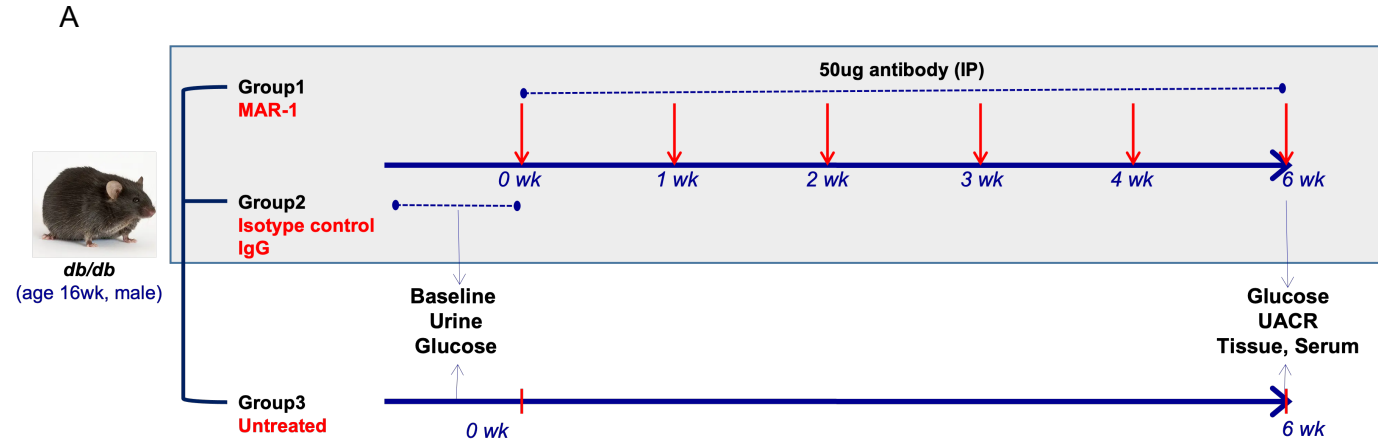 A
50ug antibody (IP)
Group1
MAR-1
0 wk
1 wk
2 wk
3 wk
4 wk
6 wk
Group2
Isotype control
IgG
db/db
(age 16wk, male)
Baseline
Urine
Glucose
Glucose
UACR
Tissue, Serum
Group3
Untreated
0 wk
6 wk